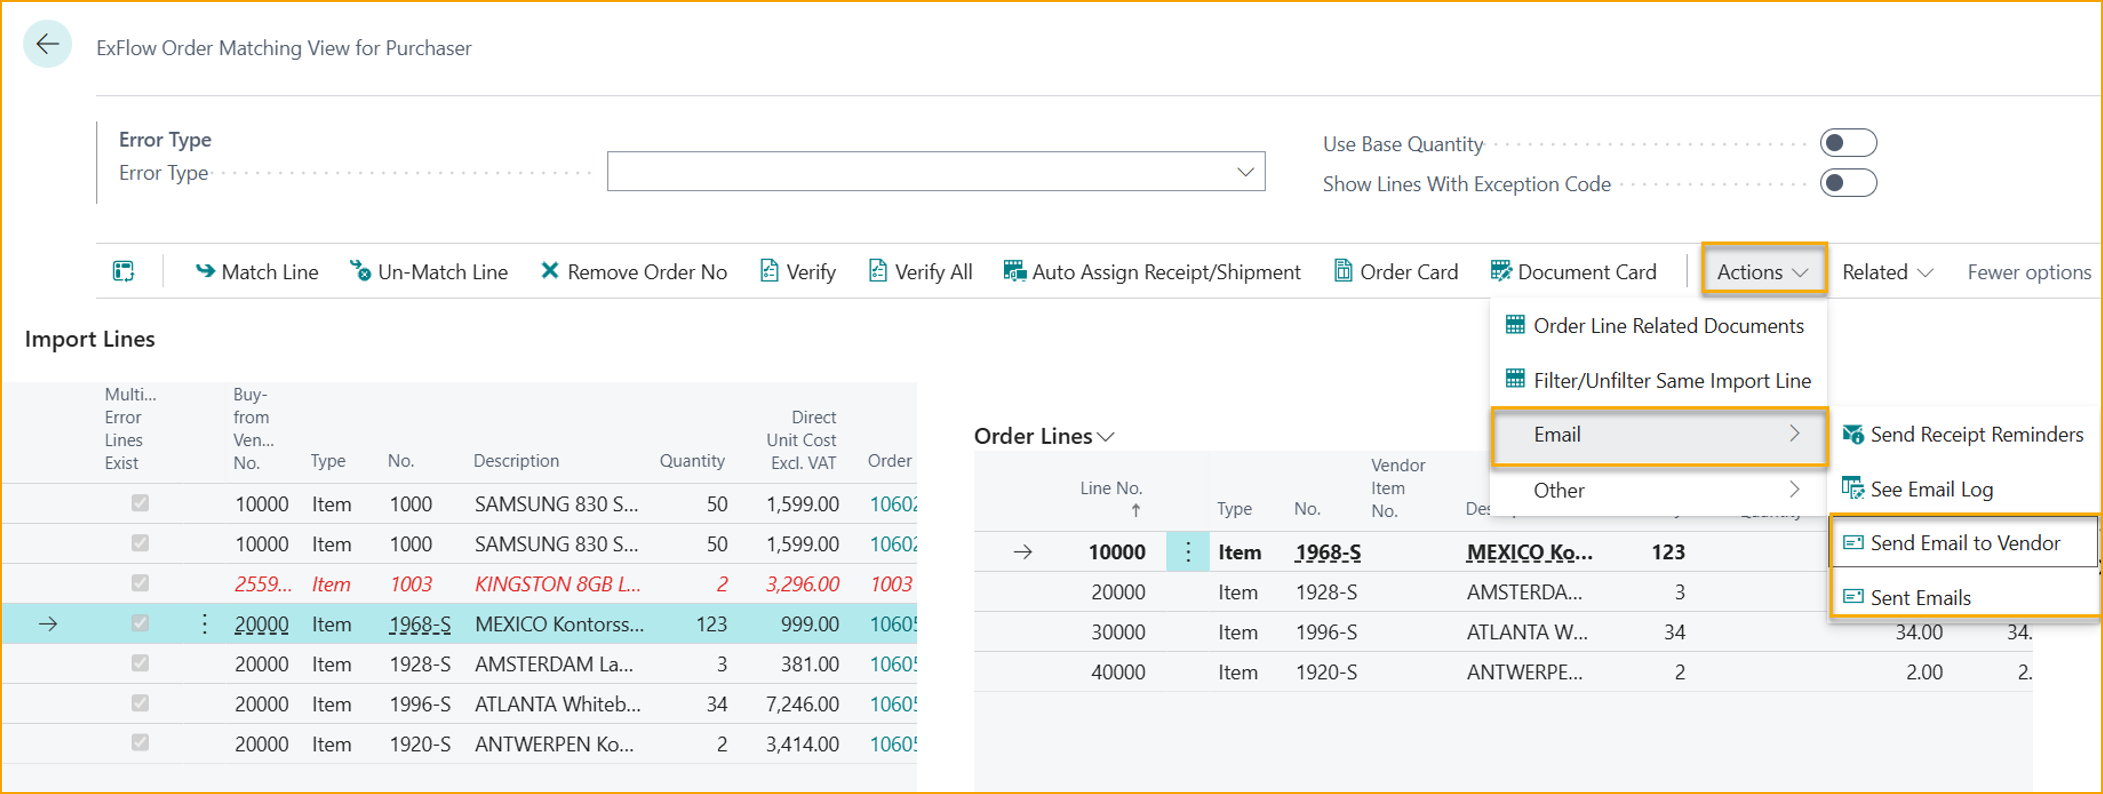 ExFlow Order Matching View for Purchaser
Error Type
Error Type
Use Base Quantity
Show Lines With Exception Code
Match Line Un-Match Line Remove Order No Verify Verify All Auto Assign Receipt/Shipment Order Card Document Card Actions Related Fewer options
Import Lines
Multi... Error Lines Exist Buy-from Ven... No. Type No. Description Quantity Direct Unit Cost Excl. VAT Order
10000 Item 1000 SAMSUNG 830 S... 50 1,599.00 10602
10000 Item 1000 SAMSUNG 830 S... 50 1,599.00 10602
2559... Item 1003 KINGSTON 8GB L... 2 3,296.00 1003
20000 Item 1968-S MEXICO Kontorss... 123 999.00 10605
20000 Item 1928-S AMSTERDAM La... 3 381.00 10605
20000 Item 1996-S ATLANTA Whiteb... 34 7,246.00 10605
20000 Item 1920-S ANTWERPEN Ko... 2 3,414.00 10605
Order Line Related Documents
Filter/Unfilter Same Import Line
Email
Other
Send Receipt Reminders
See Email Log
Send Email to Vendor
Sent Emails
Order Lines
Line No. ↑ Type No. Vendor Item No.
10000 Item 1968-S MEXICO Ko... 123
20000 Item 1928-S AMSTERDA... 3
30000 Item 1996-S ATLANTA W... 34 34.00 34.
40000 Item 1920-S ANTWERPE... 2 2.00 2.